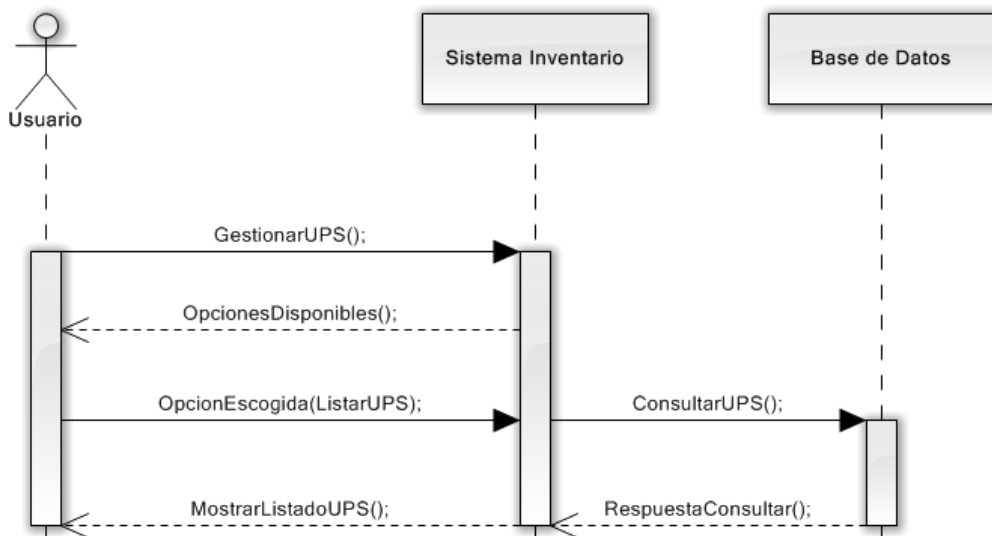 Usuario
Sistema Inventario
Base de Datos
GestionarUPS();
OpcionesDisponibles();
OpcionEscogida(ListarUPS);
ConsultarUPS();
MostrarListadoUPS();
RespuestaConsultar();